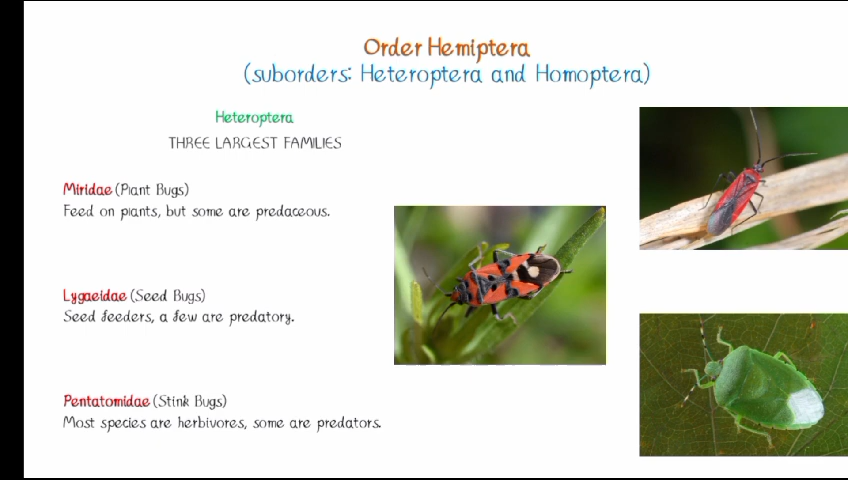 Order Hemiptera
(suborders: Heteroptera and Homoptera)
Heteroptera
THREE LARGEST FAMILIES
Miridae (Plant Bugs)
Feed on plants, but some are predaceous.
Lygaeidae (Seed Bugs)
Seed feeders, a few are predatory.
Pentatomidae (Stink Bugs)
Most species are herbivores, some are predators.